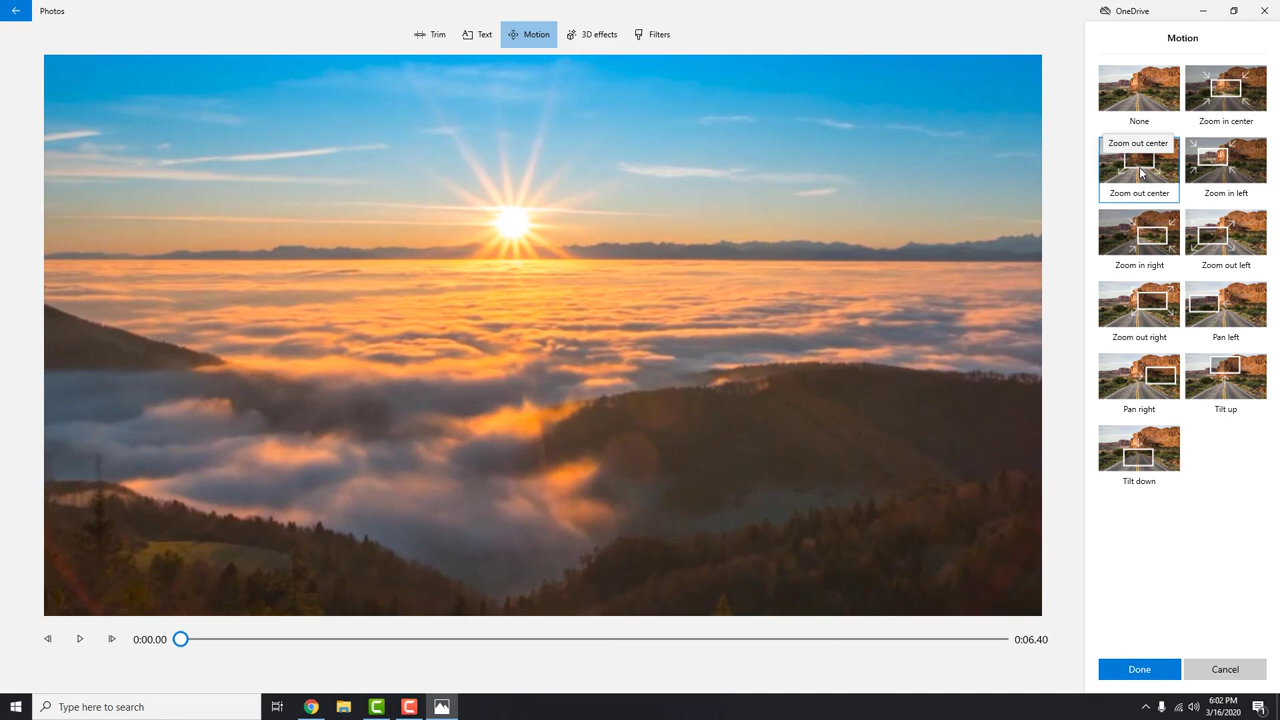 Photos
OneDrive
Trim
Text
Motion
3D effects
Filters
Motion
None
Zoom in center
Zoom out center
Zoom out center
Zoom in left
Zoom in right
Zoom out left
Zoom out right
Pan left
Pan right
Tilt up
Tilt down
0:00.00
0:06.40
Done
Cancel
Type here to search
6:02 PM
3/16/2020
1